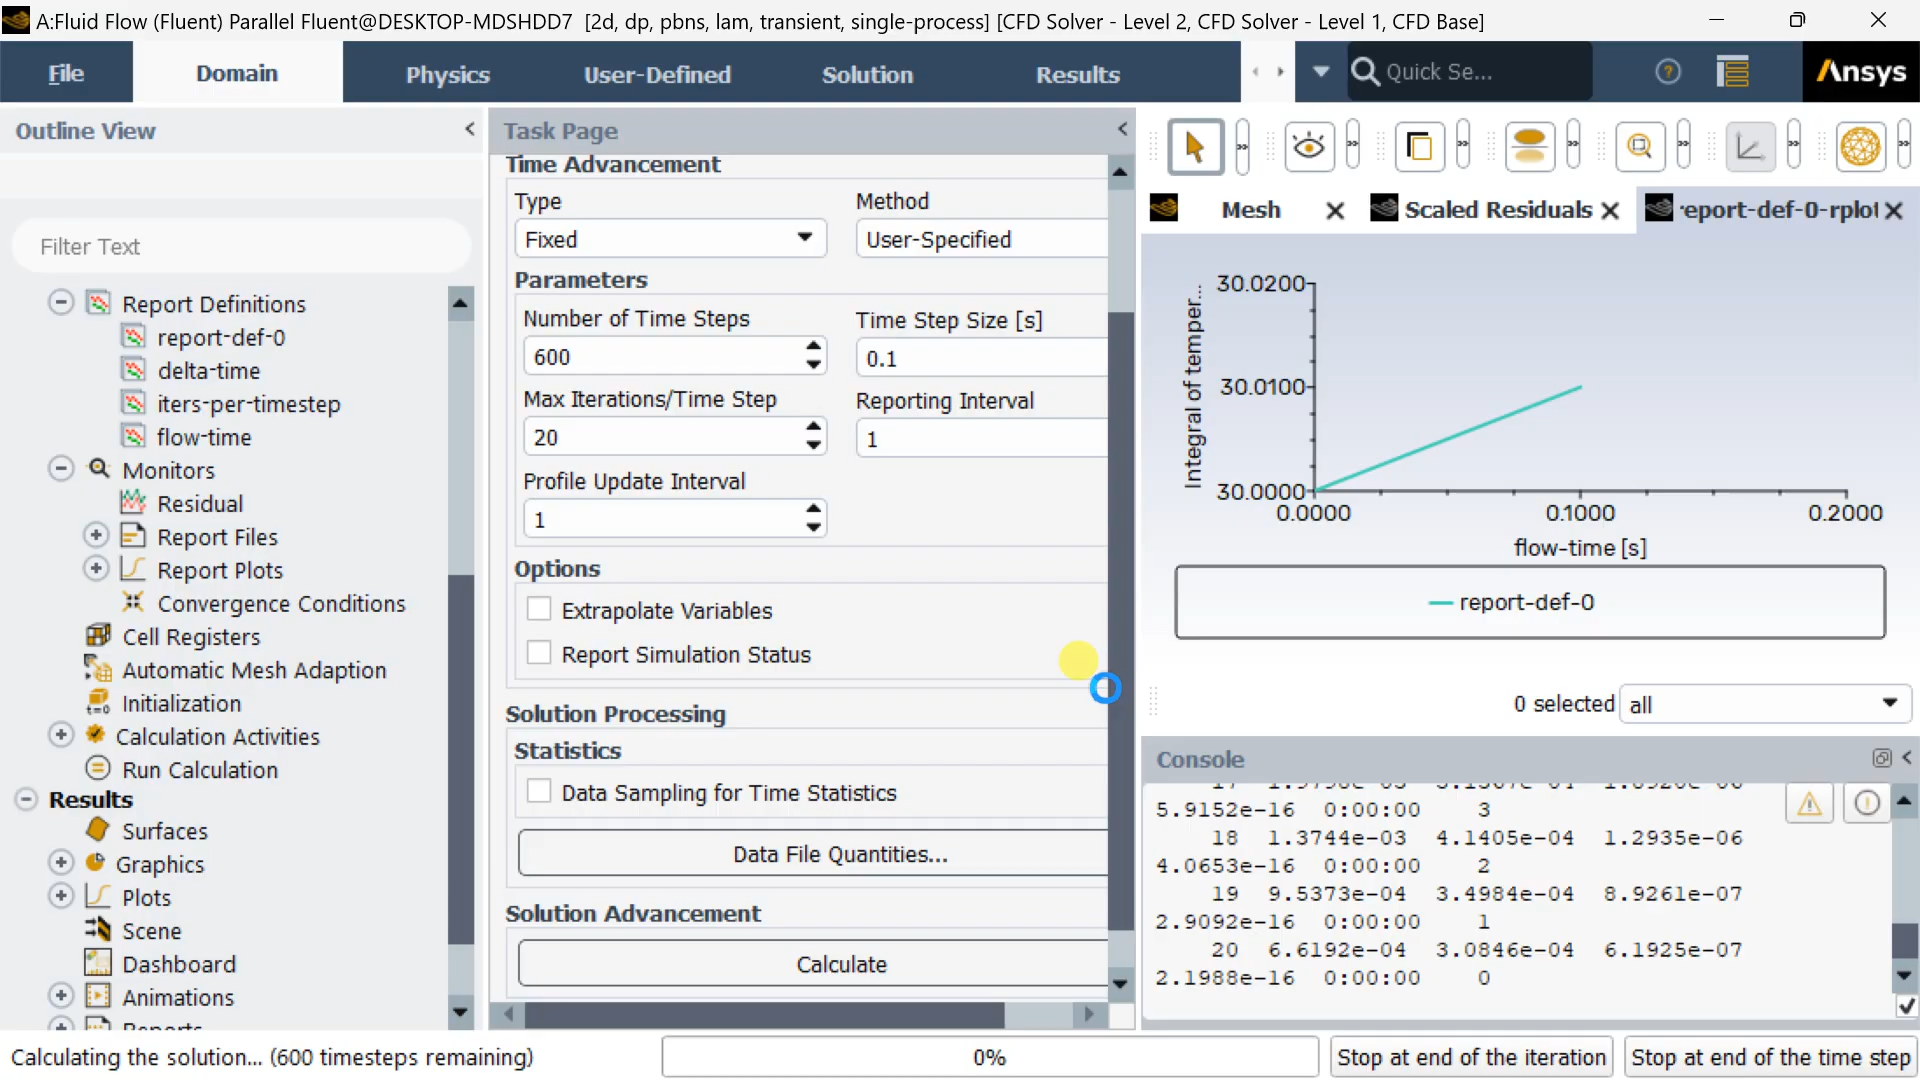 A:Fluid Flow (Fluent) Parallel Fluent@DESKTOP-MDSHDD7 [2d, dp, pbns, lam, transient, single-process] [CFD Solver - Level 2, CFD Solver - Level 1, CFD Base]
File
Domain
Physics
User-Defined
Solution
Results
Quick Se...
Ansys
Outline View
Filter Text
Report Definitions
report-def-0
delta-time
iters-per-timestep
flow-time
Monitors
Residual
Report Files
Report Plots
Convergence Conditions
Cell Registers
Automatic Mesh Adaption
Initialization
Calculation Activities
Run Calculation
Results
Surfaces
Graphics
Plots
Scene
Dashboard
Animations
Reports
Task Page
Time Advancement
Type
Method
Fixed
User-Specified
Parameters
Number of Time Steps
Time Step Size [s]
600
0.1
Max Iterations/Time Step
Reporting Interval
20
1
Profile Update Interval
1
Options
Extrapolate Variables
Report Simulation Status
Solution Processing
Statistics
Data Sampling for Time Statistics
Data File Quantities...
Solution Advancement
Calculate
Mesh
Scaled Residuals
eport-def-0-rplot
Integral of temper...
30.0200
30.0100
30.0000
0.0000
0.1000
0.2000
flow-time [s]
report-def-0
0 selected
all
Console
5.9152e-16 0:00:00 3
18 1.3744e-03 4.1405e-04 1.2935e-06
4.0653e-16 0:00:00 2
19 9.5373e-04 3.4984e-04 8.9261e-07
2.9092e-16 0:00:00 1
20 6.6192e-04 3.0846e-04 6.1925e-07
2.1988e-16 0:00:00 0
Calculating the solution... (600 timesteps remaining)
0%
Stop at end of the iteration
Stop at end of the time step